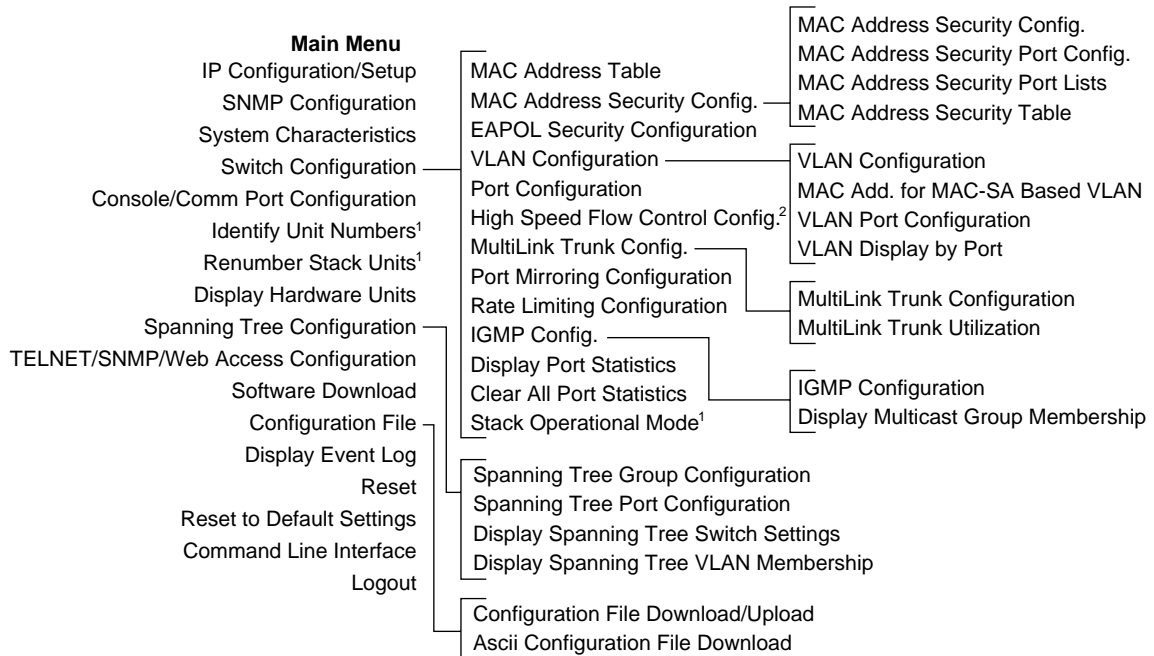 Main Menu
IP Configuration/Setup
SNMP Configuration
System Characteristics
Switch Configuration
Console/Comm Port Configuration
Identify Unit Numbers1
Renumber Stack Units1
Display Hardware Units
Spanning Tree Configuration
TELNET/SNMP/Web Access Configuration
Software Download
Configuration File
Display Event Log
Reset
Reset to Default Settings
Command Line Interface
Logout
MAC Address Table
MAC Address Security Config.
EAPOL Security Configuration
VLAN Configuration
Port Configuration
High Speed Flow Control Config.2
MultiLink Trunk Config.
Port Mirroring Configuration
Rate Limiting Configuration
IGMP Config.
Display Port Statistics
Clear All Port Statistics
Stack Operational Mode1
Spanning Tree Group Configuration
Spanning Tree Port Configuration
Display Spanning Tree Switch Settings
Display Spanning Tree VLAN Membership
Configuration File Download/Upload
Ascii Configuration File Download
MAC Address Security Config.
MAC Address Security Port Config.
MAC Address Security Port Lists
MAC Address Security Table
VLAN Configuration
MAC Add. for MAC-SA Based VLAN
VLAN Port Configuration
VLAN Display by Port
MultiLink Trunk Configuration
MultiLink Trunk Utilization
IGMP Configuration
Display Multicast Group Membership